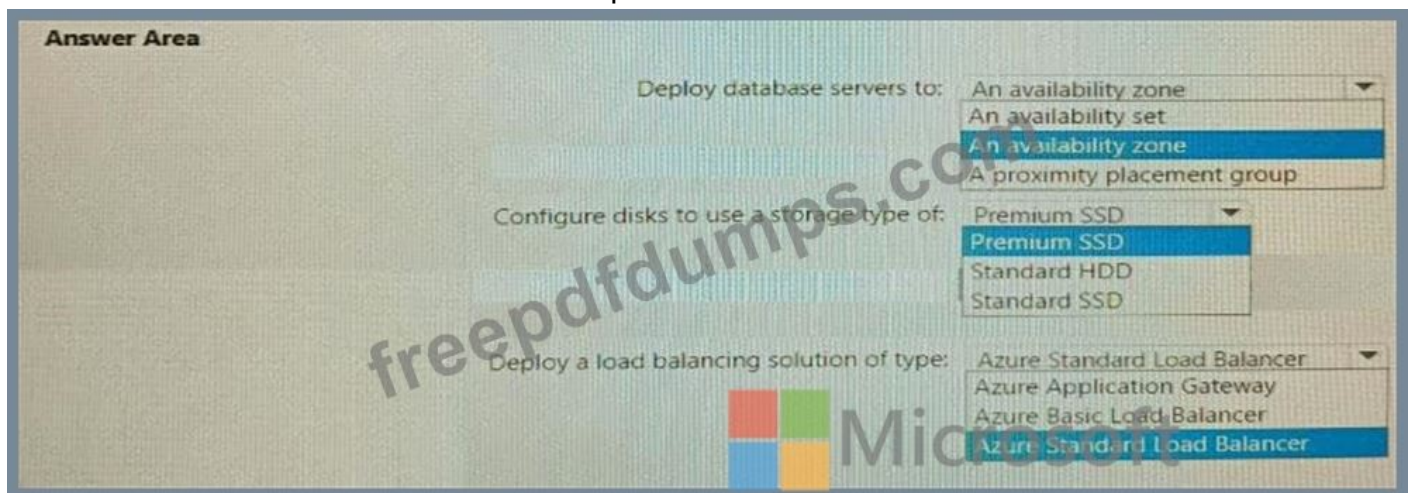 Answer Area
Deploy database servers to: An availability zone
An availability set
An availability zone
A proximity placement group
Configure disks to use a storage type of: Premium SSD
Premium SSD
Standard HDD
Standard SSD
Deploy a load balancing solution of type: Azure Standard Load Balancer
Azure Application Gateway
Azure Basic Load Balancer
Azure Standard Load Balancer
freepdfdumps.com
Microsoft